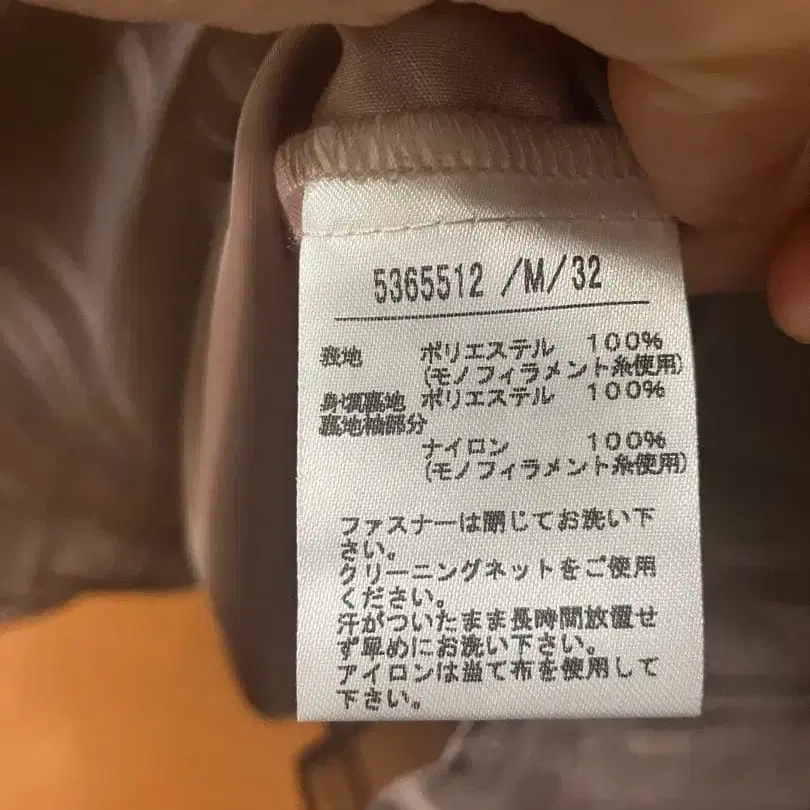 5365512 /M/32
表地 ポリエステル 100%
(モノフィラメント糸使用)
身頃裏地 ポリエステル 100%
裏地袖部分
ナイロン 100%
(モノフィラメント糸使用)
ファスナーは閉じてお洗い下
さい。
クリーニングネットをご使用
ください。
汗がついたまま長時間放置せ
ず早めにお洗い下さい。
アイロンは当て布を使用して
下さい。